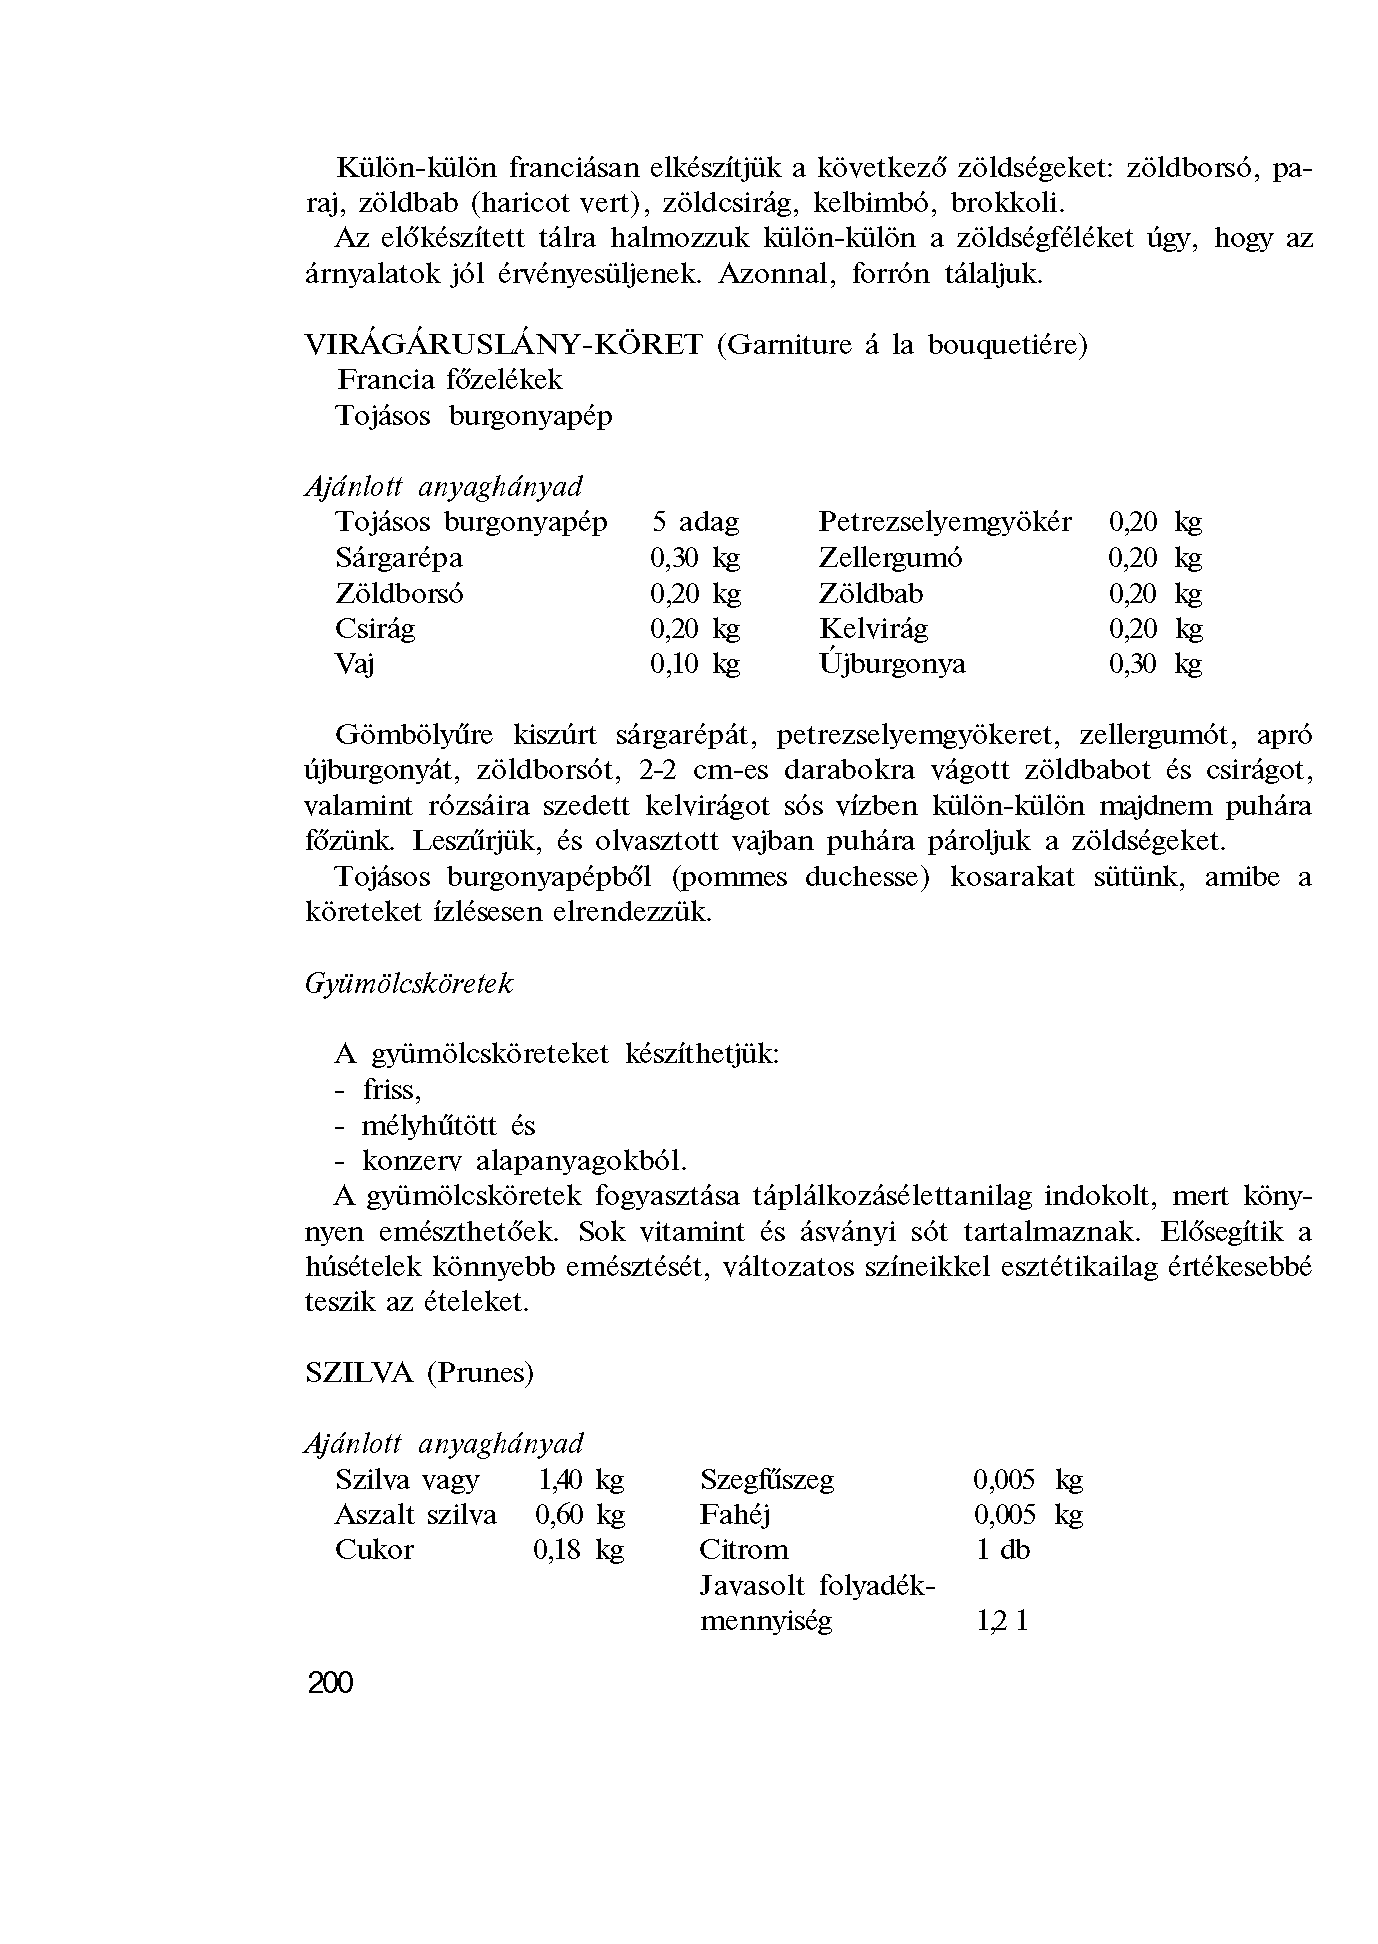 Külön-külön franciásan elkészítjük a következő zöldségeket: zöldborsó, pa-
raj, zöldbab (haricot vert), zöldcsirág, kelbimbó, brokkoli.
Az előkészített tálra halmozzuk külön-külön a zöldségféléket úgy, hogy az
árnyalatok jól érvényesüljenek. Azonnal, forrón tálaljuk.
VIRÁGÁRUSLÁNY-KÖRET (Garniture á la bouquetiére)
Francia főzelékek
Tojásos burgonyapép
Ajánlott anyaghányad
Tojásos burgonyapép 5 adag Petrezselyemgyökér 0,20 kg
Sárgarépa 0,30 kg Zellergumó 0,20 kg
Zöldborsó 0,20 kg Zöldbab 0,20 kg
Csirág 0,20 kg Kelvirág 0,20 kg
Vaj 0,10 kg Újburgonya 0,30 kg
Gömbölyűre kiszúrt sárgarépát, petrezselyemgyökeret, zellergumót, apró
újburgonyát, zöldborsót, 2-2 cm-es darabokra vágott zöldbabot és csirágot,
valamint rózsáira szedett kelvirágot sós vízben külön-külön majdnem puhára
főzünk. Leszűrjük, és olvasztott vajban puhára pároljuk a zöldségeket.
Tojásos burgonyapépből (pommes duchesse) kosarakat sütünk, amibe a
köreteket ízlésesen elrendezzük.
Gyümölcsköretek
A gyümölcsköreteket készíthetjük:
- friss,
- mélyhűtött és
- konzerv alapanyagokból.
A gyümölcsköretek fogyasztása táplálkozásélettanilag indokolt, mert köny-
nyen emészthetőek. Sok vitamint és ásványi sót tartalmaznak. Elősegítik a
húsételek könnyebb emésztését, változatos színeikkel esztétikailag értékesebbé
teszik az ételeket.
SZILVA (Prunes)
Ajánlott anyaghányad
Szilva vagy 1,40 kg Szegfűszeg 0,005 kg
Aszalt szilva 0,60 kg Fahéj 0,005 kg
Cukor 0,18 kg Citrom 1 db
Javasolt folyadék-
mennyiség 1,2 1
200